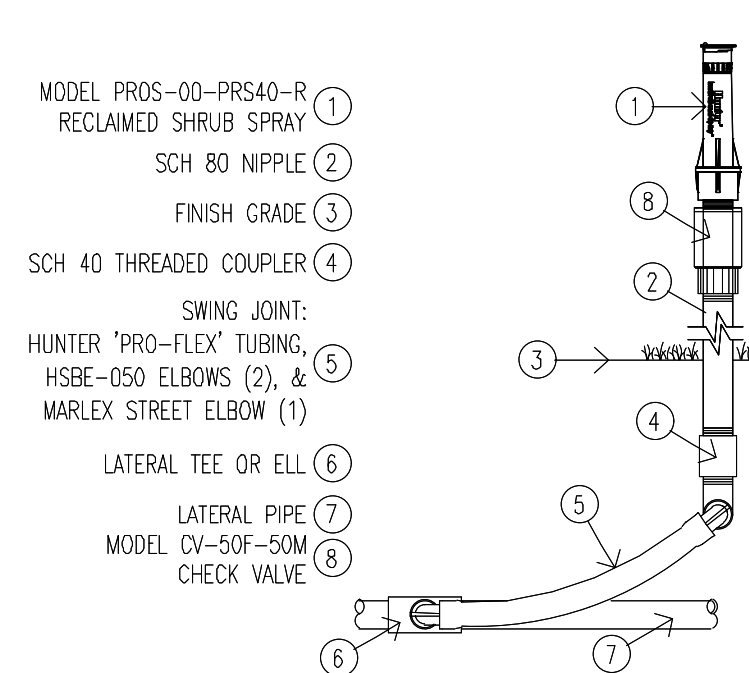 MODEL PROS-00-PRS40-R
RECLAIMED SHRUB SPRAY
1
SCH 80 NIPPLE 2
FINISH GRADE 3
SCH 40 THREADED COUPLER 4
SWING JOINT:
HUNTER 'PRO-FLEX' TUBING,
HSBE-050 ELBOWS (2), &
MARLEX STREET ELBOW (1)
5
LATERAL TEE OR ELL 6
LATERAL PIPE 7
MODEL CV-50F-50M
CHECK VALVE
8
1
Hunter
8
2
3
4
5
6
7